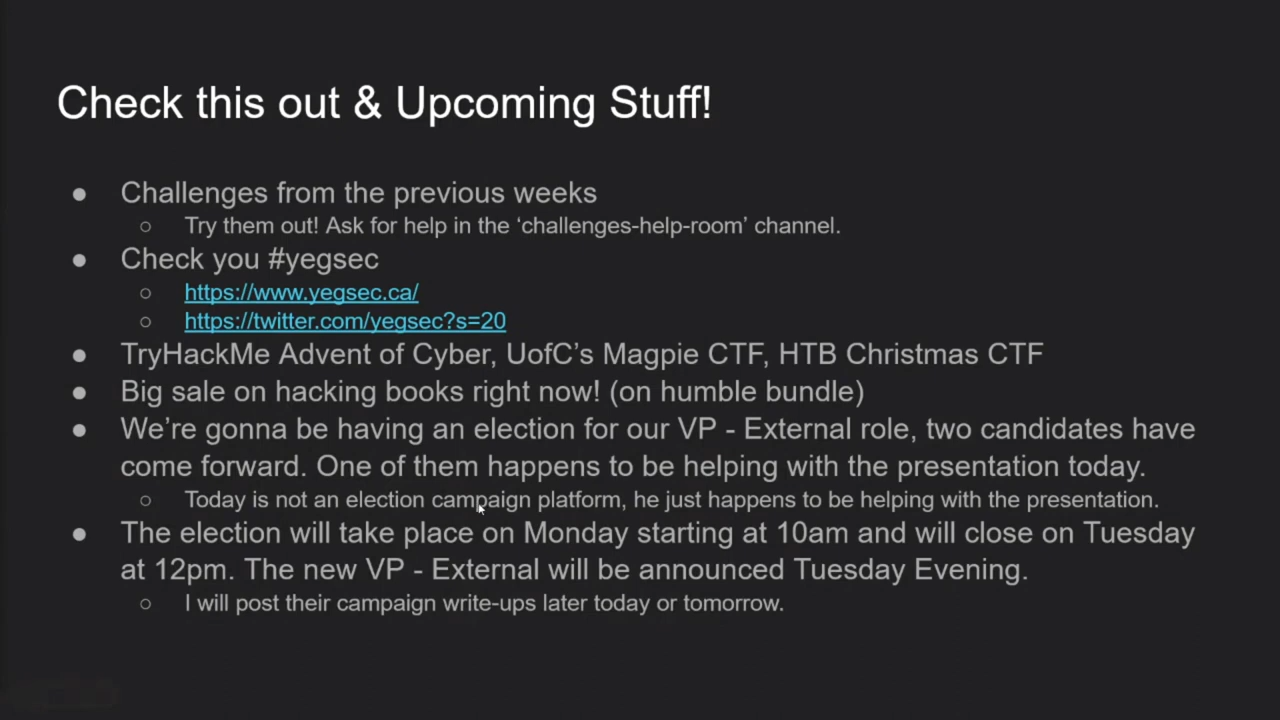 Check this out & Upcoming Stuff!
● Challenges from the previous weeks
○ Try them out! Ask for help in the ‘challenges-help-room’ channel.
● Check you #yegsec
○ https://www.yegsec.ca/
○ https://twitter.com/yegsec?s=20
● TryHackMe Advent of Cyber, UofC’s Magpie CTF, HTB Christmas CTF
● Big sale on hacking books right now! (on humble bundle)
● We’re gonna be having an election for our VP - External role, two candidates have
come forward. One of them happens to be helping with the presentation today.
○ Today is not an election campaign platform, he just happens to be helping with the presentation.
● The election will take place on Monday starting at 10am and will close on Tuesday
at 12pm. The new VP - External will be announced Tuesday Evening.
○ I will post their campaign write-ups later today or tomorrow.